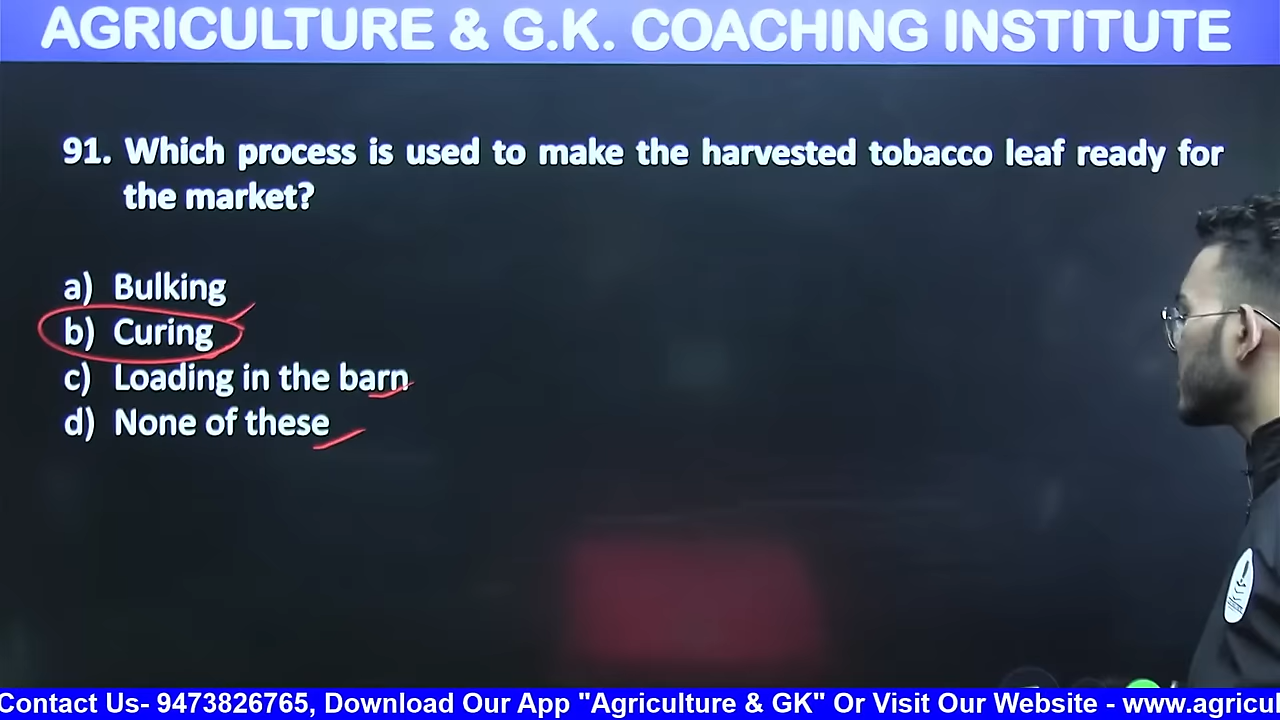 AGRICULTURE & G.K. COACHING INSTITUTE
91. Which process is used to make the harvested tobacco leaf ready for
the market?
a) Bulking
b) Curing
c) Loading in the barn
d) None of these
Contact Us- 9473826765, Download Our App "Agriculture & GK" Or Visit Our Website - www.agricul